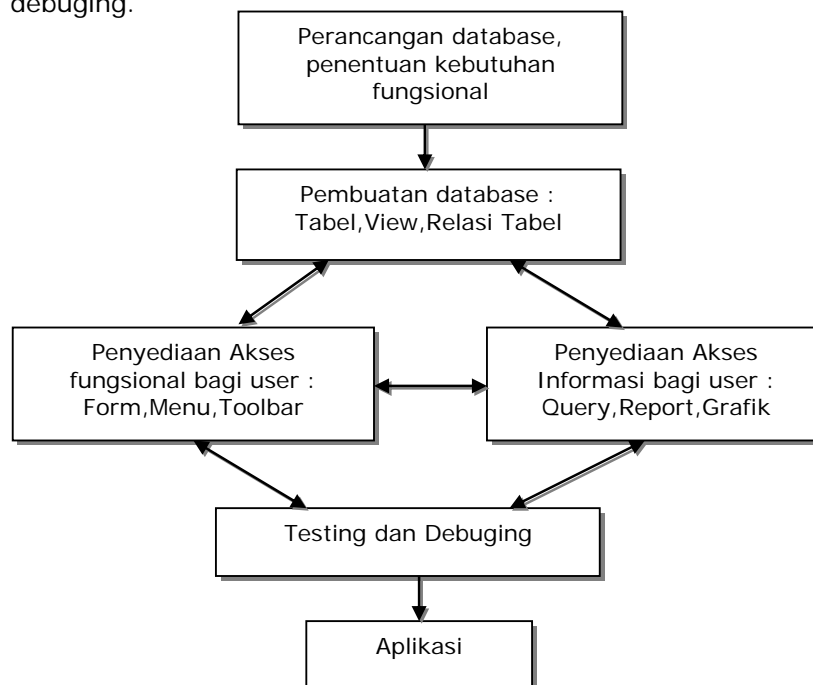 debuging.
Perancangan database,
penentuan kebutuhan
fungsional
Pembuatan database :
Tabel,View,Relasi Tabel
Penyediaan Akses
fungsional bagi user :
Form,Menu,Toolbar
Penyediaan Akses
Informasi bagi user :
Query,Report,Grafik
Testing dan Debuging
Aplikasi